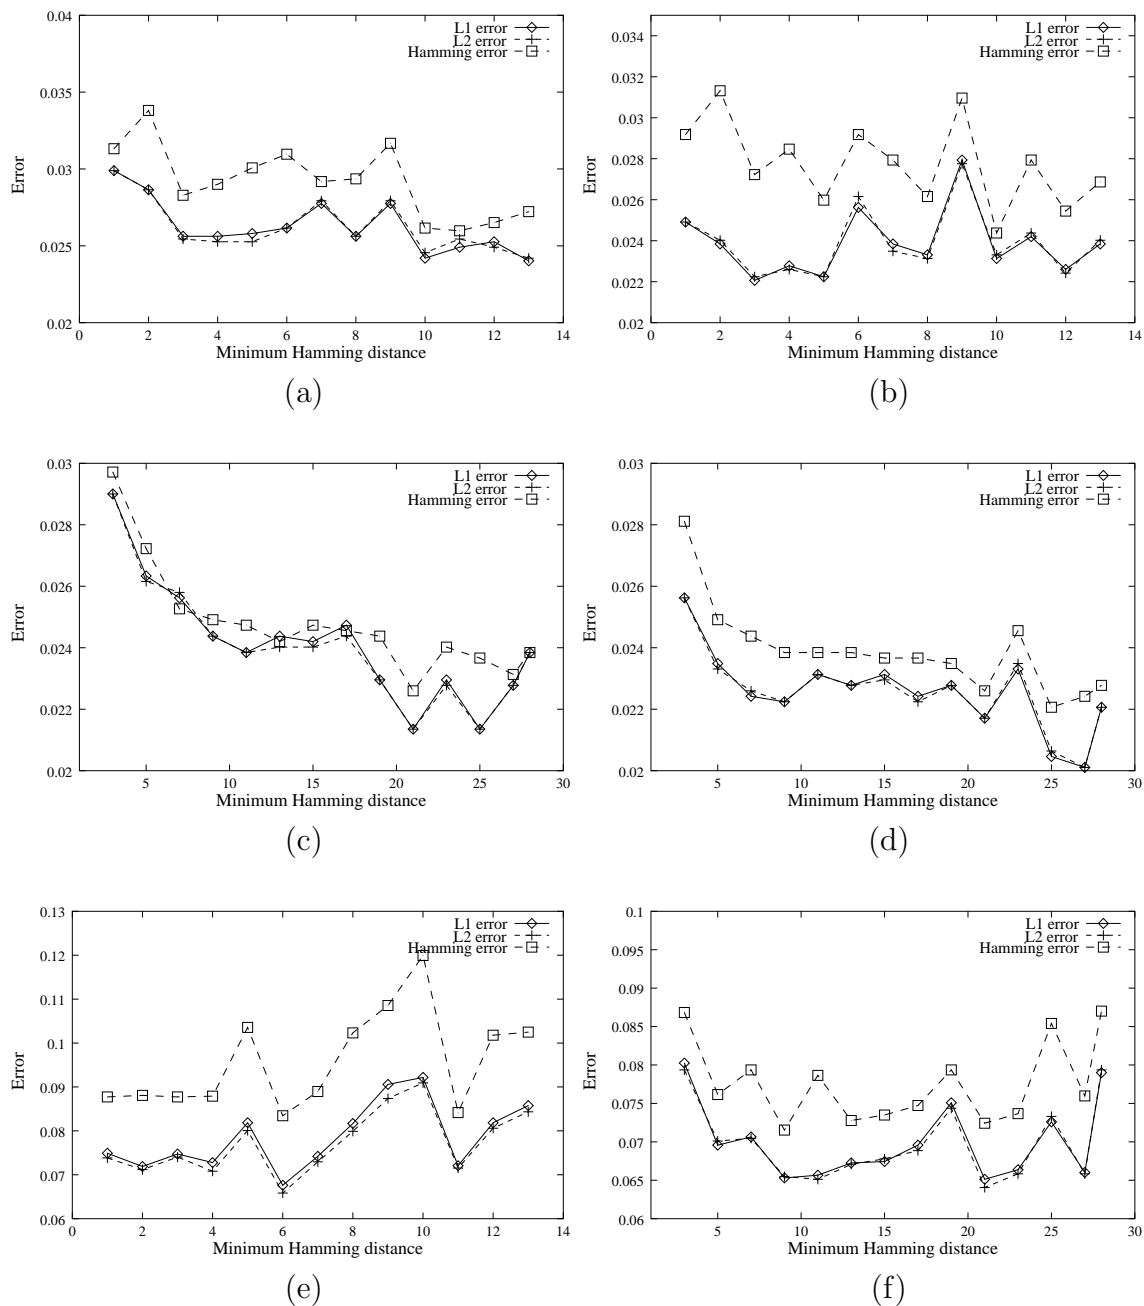 0.04
0.035
0.03
0.025
0.02
0 2 4 6 8 10 12 14
Error
Minimum Hamming distance
L1 error
L2 error
Hamming error
(a)
0.034
0.032
0.03
0.028
0.026
0.024
0.022
0.02
0 2 4 6 8 10 12 14
Error
Minimum Hamming distance
L1 error
L2 error
Hamming error
(b)
0.03
0.028
0.026
0.024
0.022
0.02
5 10 15 20 25 30
Error
Minimum Hamming distance
L1 error
L2 error
Hamming error
(c)
0.03
0.028
0.026
0.024
0.022
0.02
5 10 15 20 25 30
Error
Minimum Hamming distance
L1 error
L2 error
Hamming error
(d)
0.13
0.12
0.11
0.1
0.09
0.08
0.07
0.06
0 2 4 6 8 10 12 14
Error
Minimum Hamming distance
L1 error
L2 error
Hamming error
(e)
0.1
0.095
0.09
0.085
0.08
0.075
0.07
0.065
0.06
5 10 15 20 25 30
Error
Minimum Hamming distance
L1 error
L2 error
Hamming error
(f)